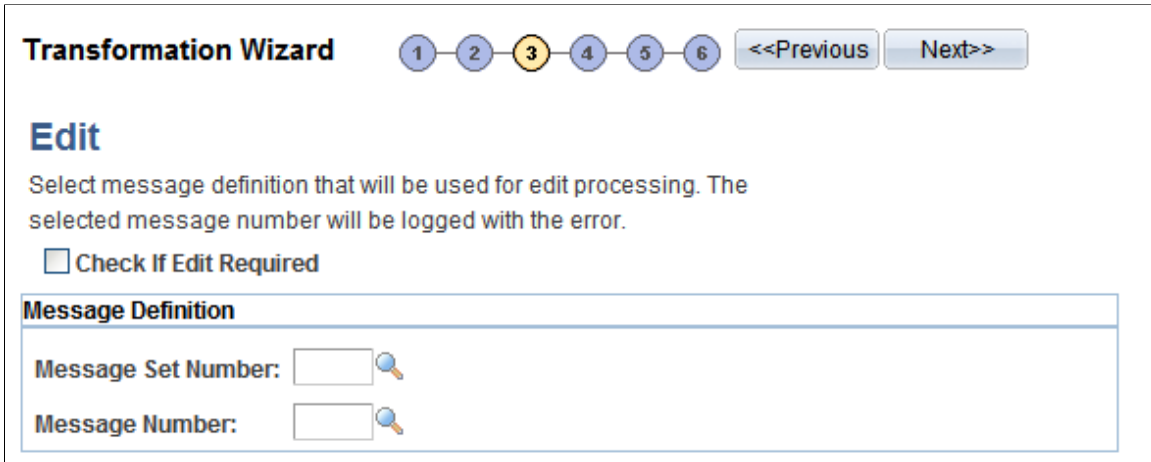 Transformation Wizard 1 2 3 4 5 6 <<Previous Next>>
Edit
Select message definition that will be used for edit processing. The
selected message number will be logged with the error.
Check If Edit Required
Message Definition
Message Set Number:
Message Number: